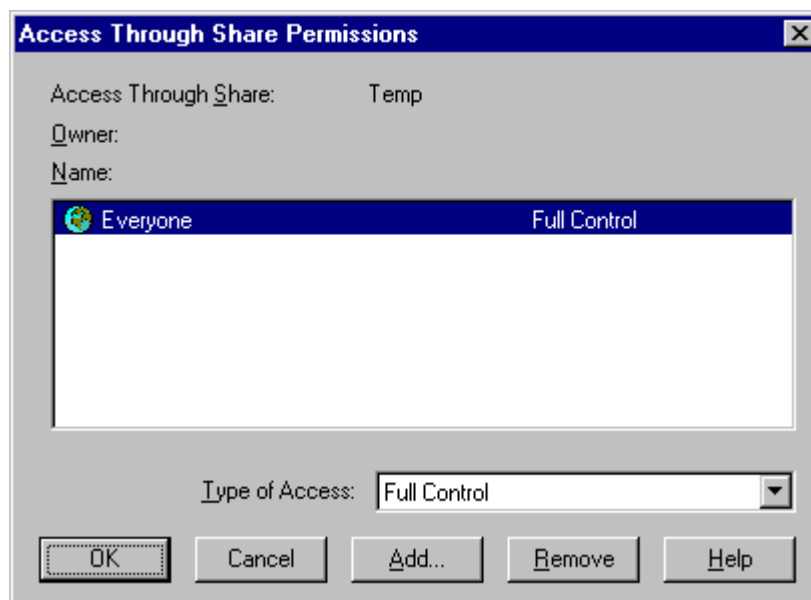 Access Through Share Permissions
Access Through Share: Temp
Owner:
Name:
Everyone Full Control
Type of Access: Full Control
OK Cancel Add... Remove Help